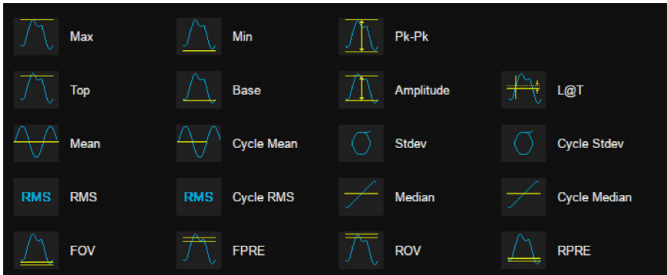 Max Min Pk-Pk
Top Base Amplitude L@T
Mean Cycle Mean Stdev Cycle Stdev
RMS RMS RMS Cycle RMS Median Cycle Median
FOV FPRE ROV RPRE